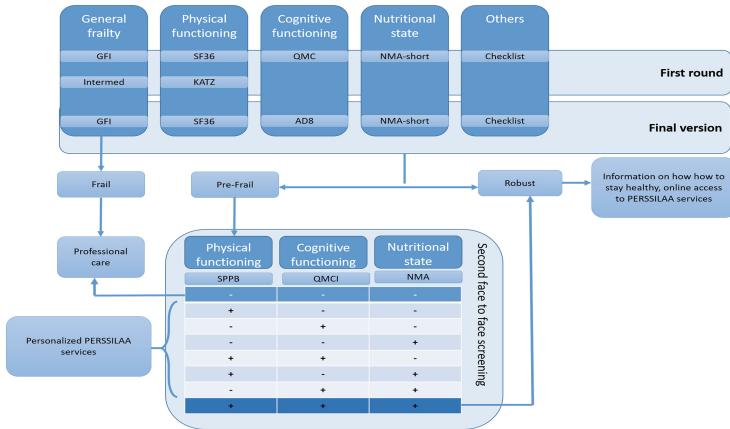 General frailty
Physical functioning
Cognitive functioning
Nutritional state
Others
GFI
SF36
QMC
NMA-short
Checklist
First round
Intermed
KATZ
GFI
SF36
AD8
NMA-short
Checklist
Final version
Frail
Pre-Frail
Robust
Information on how how to
stay healthy, online access
to PERSSILAA services
Professional
care
Physical functioning
Cognitive functioning
Nutritional state
SPPB
QMCI
NMA
Second face to face screening
- - -
+ - -
- + -
- - +
+ + -
+ - +
- + +
+ + +
Personalized PERSSILAA
services